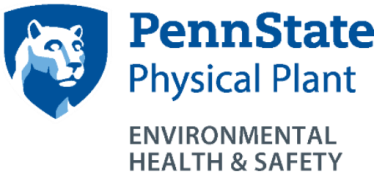 PennState
Physical Plant
ENVIRONMENTAL
HEALTH & SAFETY